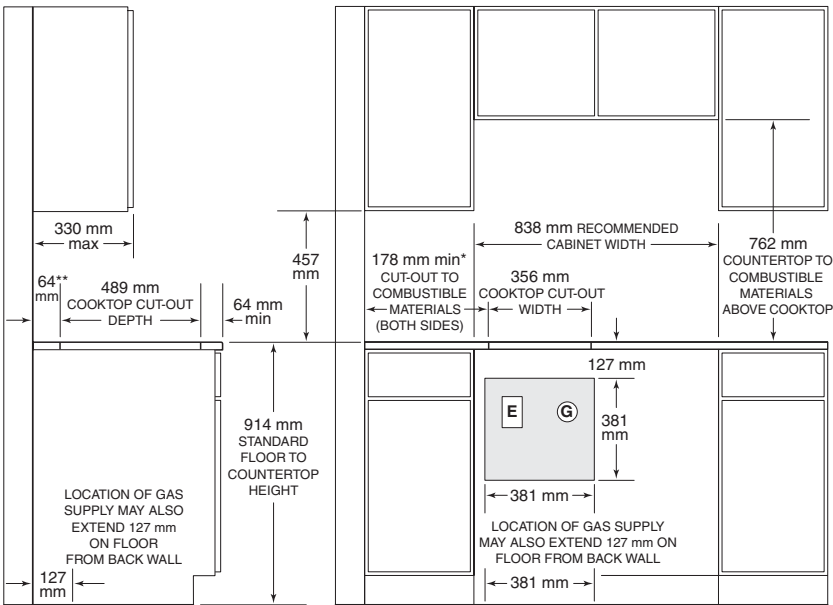 330 mm
max
64**
mm
489 mm
COOKTOP CUT-OUT
DEPTH
64 mm
min
457
mm
914 mm
STANDARD
FLOOR TO
COUNTERTOP
HEIGHT
LOCATION OF GAS
SUPPLY MAY ALSO
EXTEND 127 mm
ON FLOOR
FROM BACK WALL
127
mm
838 mm RECOMMENDED
CABINET WIDTH
178 mm min*
CUT-OUT TO
COMBUSTIBLE
MATERIALS
(BOTH SIDES)
356 mm
COOKTOP CUT-OUT
WIDTH
762 mm
COUNTERTOP TO
COMBUSTIBLE
MATERIALS
ABOVE COOKTOP
127 mm
E
G
381
mm
381 mm
LOCATION OF GAS SUPPLY
MAY ALSO EXTEND 127 mm ON
FLOOR FROM BACK WALL
381 mm